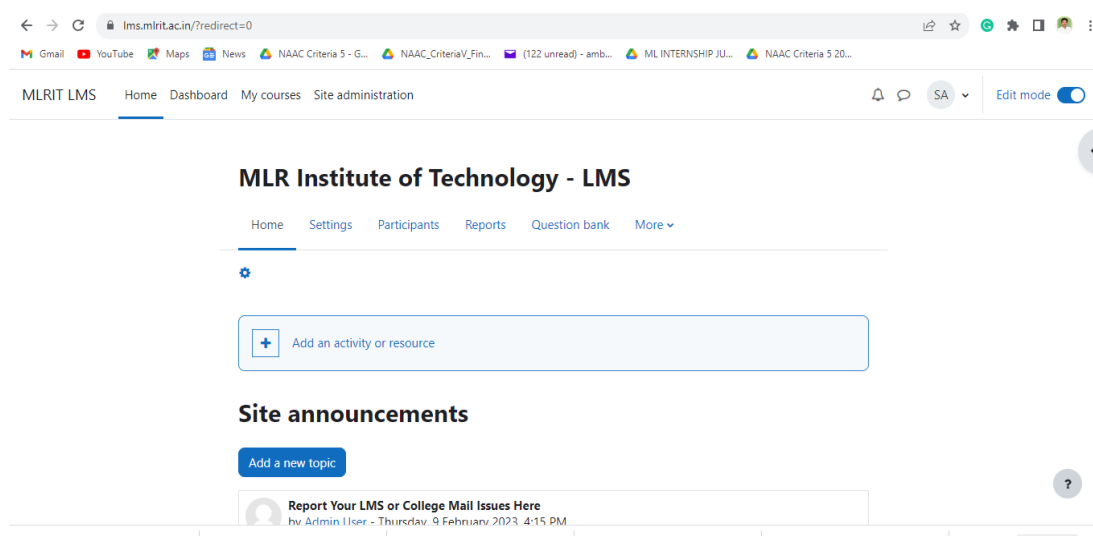 lms.mlrit.ac.in/?redirect=0
Gmail YouTube Maps News NAAC Criteria 5 - G... NAAC_CriteriaV_Fin... (122 unread) - amb... ML INTERNSHIP JU... NAAC Criteria 5 20...
MLRIT LMS Home Dashboard My courses Site administration SA Edit mode
MLR Institute of Technology - LMS
Home Settings Participants Reports Question bank More
Add an activity or resource
Site announcements
Add a new topic
?
Report Your LMS or College Mail Issues Here
by Admin User - Thursday, 9 February 2023, 4:15 PM